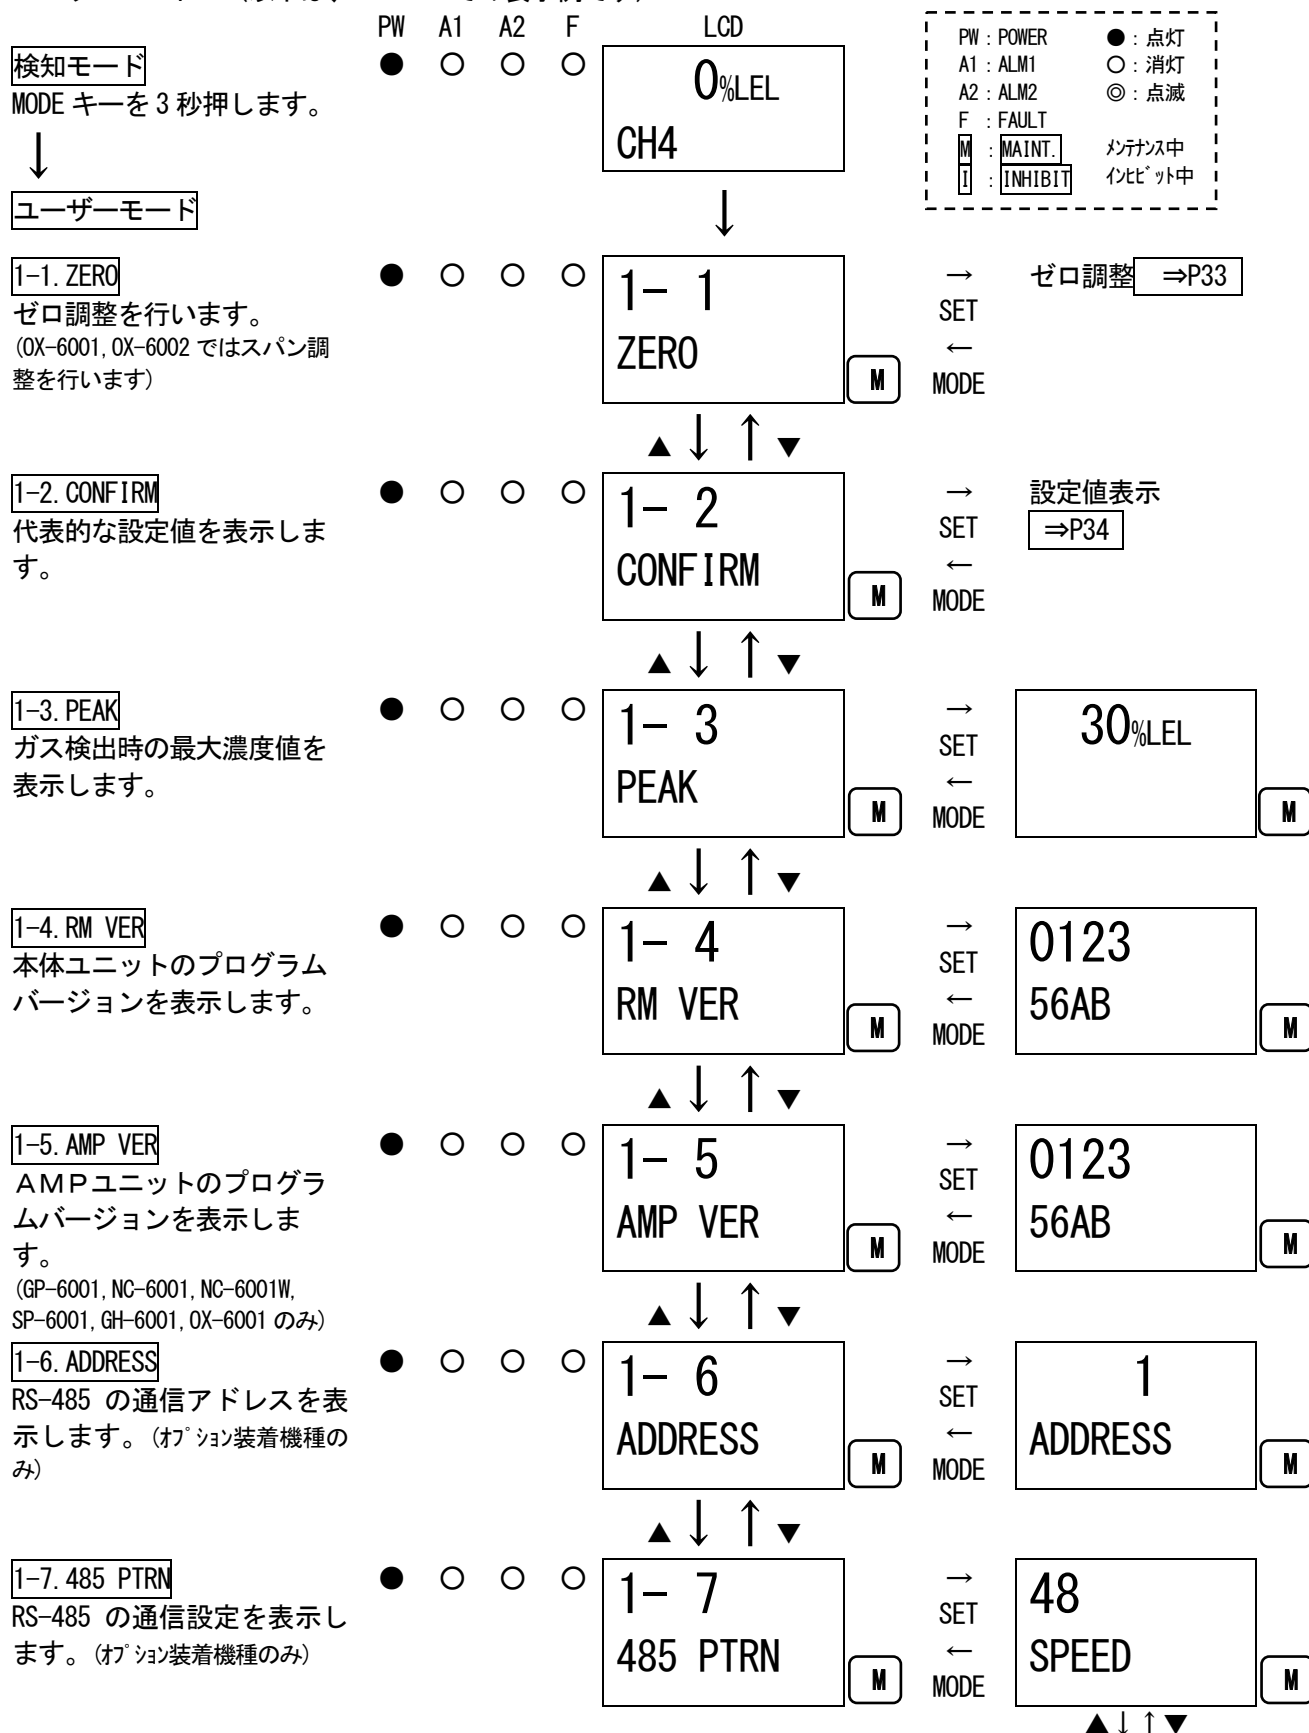 PW A1 A2 F LCD
検知モード ● ○ ○ ○ 0%LEL
MODE キーを 3 秒押します。
CH4
↓
ユーザーモード
↓
PW : POWER ● : 点灯
A1 : ALM1 ○ : 消灯
A2 : ALM2 ◎ : 点滅
F : FAULT
M : MAINT. ﾒﾝﾃﾅﾝｽ中
I : INHIBIT ｲﾝﾋﾋﾞｯﾄ中
1-1. ZERO ● ○ ○ ○
ゼロ調整を行います。
(OX-6001, OX-6002 ではスパン調
整を行います)
1- 1
ZERO
M
→
SET
←
MODE
ゼロ調整 ⇒P33
▲ ↓ ↑ ▼
1-2. CONFIRM ● ○ ○ ○
代表的な設定値を表示しま
す。
1- 2
CONFIRM
M
→
SET
←
MODE
設定値表示
⇒P34
▲ ↓ ↑ ▼
1-3. PEAK ● ○ ○ ○
ガス検出時の最大濃度値を
表示します。
1- 3
PEAK
M
→
SET
←
MODE
30%LEL
M
▲ ↓ ↑ ▼
1-4. RM VER ● ○ ○ ○
本体ユニットのプログラム
バージョンを表示します。
1- 4
RM VER
M
→
SET
←
MODE
0123
56AB
M
▲ ↓ ↑ ▼
1-5. AMP VER ● ○ ○ ○
ＡＭＰユニットのプログラ
ムバージョンを表示しま
す。
(GP-6001, NC-6001, NC-6001W,
SP-6001, GH-6001, OX-6001 のみ)
1- 5
AMP VER
M
→
SET
←
MODE
0123
56AB
M
▲ ↓ ↑ ▼
1-6. ADDRESS ● ○ ○ ○
RS-485 の通信アドレスを表
示します。(ｵﾌﾟｼｮﾝ装着機種の
み)
1- 6
ADDRESS
M
→
SET
←
MODE
1
ADDRESS
M
▲ ↓ ↑ ▼
1-7. 485 PTRN ● ○ ○ ○
RS-485 の通信設定を表示し
ます。(ｵﾌﾟｼｮﾝ装着機種のみ)
1- 7
485 PTRN
M
→
SET
←
MODE
48
SPEED
M
▲ ↓ ↑ ▼